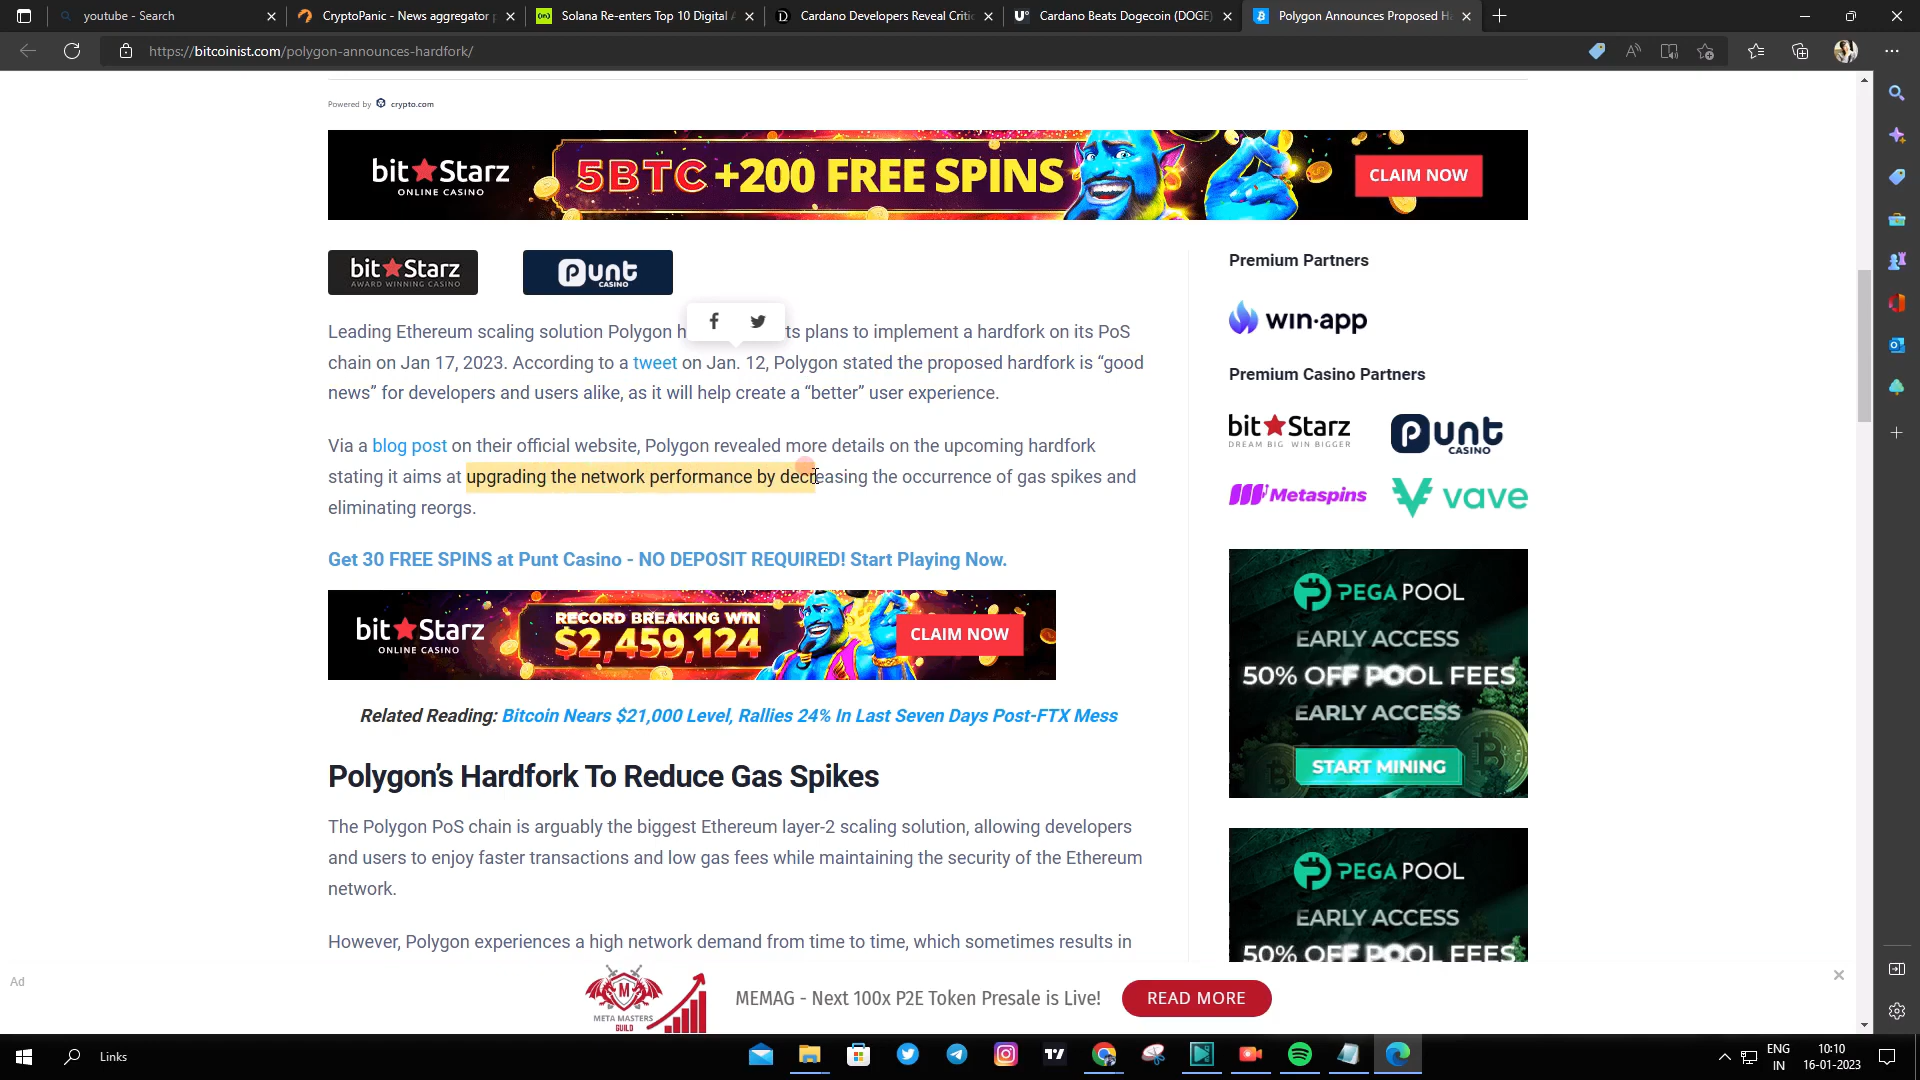 youtube - Search
CryptoPanic - News aggregator
Solana Re-enters Top 10 Digital
Cardano Developers Reveal Critic
Cardano Beats Dogecoin (DOGE)
Polygon Announces Proposed Ha
https://bitcoinist.com/polygon-announces-hardfork/
Powered by crypto.com
bit Starz
ONLINE CASINO
5BTC +200 FREE SPINS
CLAIM NOW
bit Starz
AWARD WINNING CASINO
Punt
CASINO
Leading Ethereum scaling solution Polygon h ts plans to implement a hardfork on its PoS
chain on Jan 17, 2023. According to a tweet on Jan. 12, Polygon stated the proposed hardfork is “good
news” for developers and users alike, as it will help create a “better” user experience.
Via a blog post on their official website, Polygon revealed more details on the upcoming hardfork
stating it aims at upgrading the network performance by decreasing the occurrence of gas spikes and
eliminating reorgs.
Get 30 FREE SPINS at Punt Casino - NO DEPOSIT REQUIRED! Start Playing Now.
bit Starz
ONLINE CASINO
RECORD BREAKING WIN
$2,459,124
CLAIM NOW
Related Reading: Bitcoin Nears $21,000 Level, Rallies 24% In Last Seven Days Post-FTX Mess
Polygon’s Hardfork To Reduce Gas Spikes
The Polygon PoS chain is arguably the biggest Ethereum layer-2 scaling solution, allowing developers
and users to enjoy faster transactions and low gas fees while maintaining the security of the Ethereum
network.
However, Polygon experiences a high network demand from time to time, which sometimes results in
Premium Partners
win·app
Premium Casino Partners
bit Starz
DREAM BIG WIN BIGGER
Punt
CASINO
Metaspins
vave
PEGA POOL
EARLY ACCESS
50% OFF POOL FEES
EARLY ACCESS
START MINING
PEGA POOL
EARLY ACCESS
50% OFF POOL FEES
Ad
META MASTERS
GUILD
MEMAG - Next 100x P2E Token Presale is Live!
READ MORE
Links
ENG
IN
10:10
16-01-2023